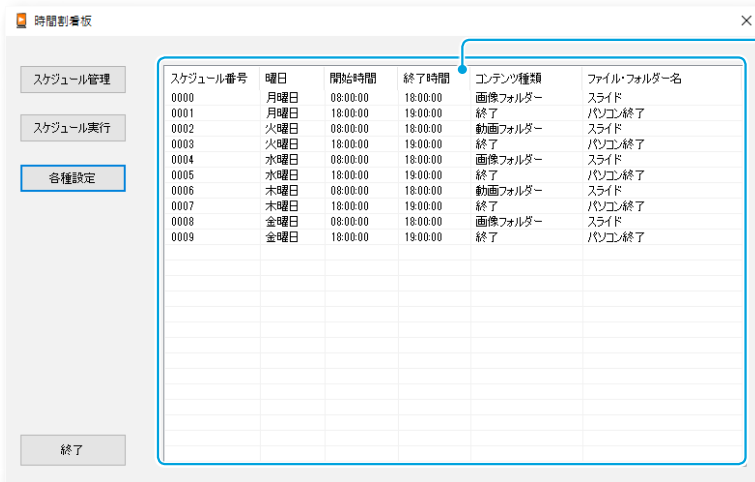 時間割看板
スケジュール管理
スケジュール実行
各種設定
終了
スケジュール番号 曜日 開始時間 終了時間 コンテンツ種類 ファイル・フォルダー名
0000 月曜日 08:00:00 18:00:00 画像フォルダー スライド
0001 月曜日 18:00:00 19:00:00 終了 パソコン終了
0002 火曜日 08:00:00 18:00:00 動画フォルダー スライド
0003 火曜日 18:00:00 19:00:00 終了 パソコン終了
0004 水曜日 08:00:00 18:00:00 画像フォルダー スライド
0005 水曜日 18:00:00 19:00:00 終了 パソコン終了
0006 木曜日 08:00:00 18:00:00 動画フォルダー スライド
0007 木曜日 18:00:00 19:00:00 終了 パソコン終了
0008 金曜日 08:00:00 18:00:00 画像フォルダー スライド
0009 金曜日 18:00:00 19:00:00 終了 パソコン終了